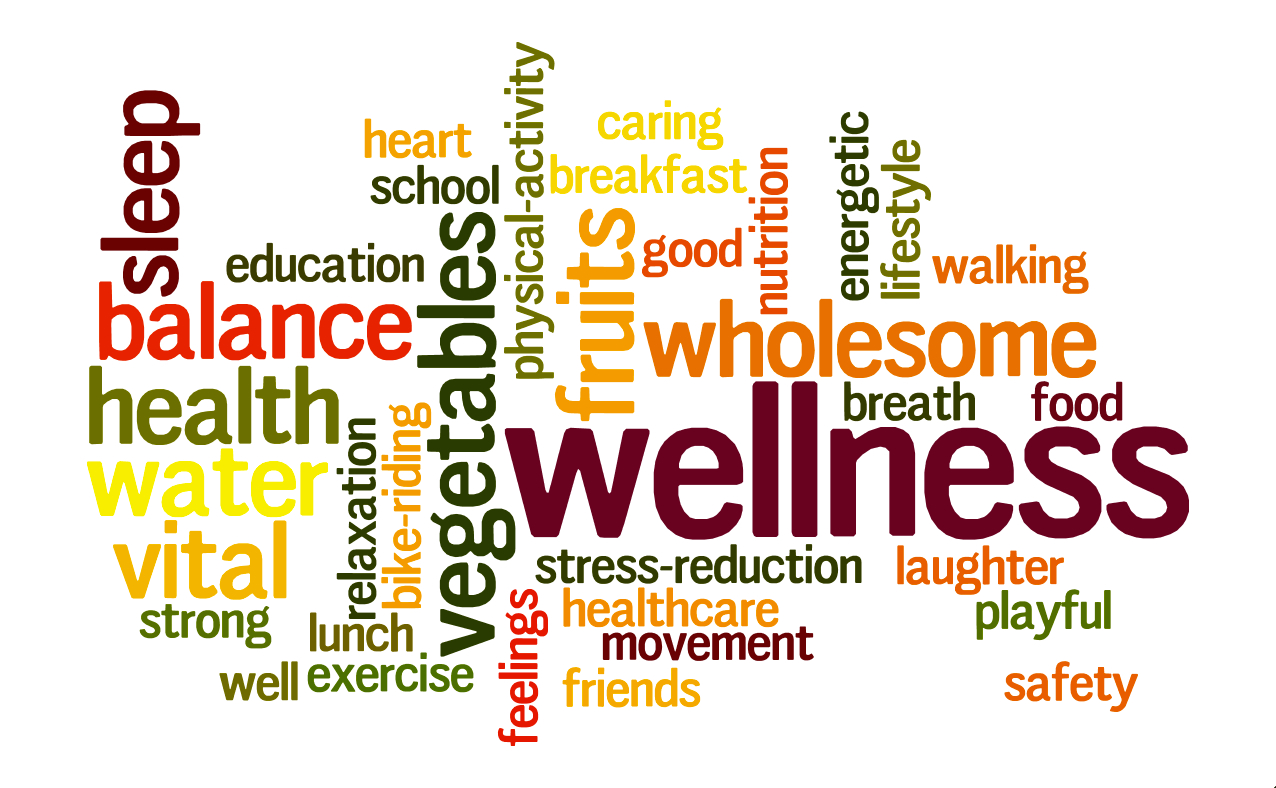 sleep
heart
school
education
physical-activity
caring
breakfast
nutrition
energetic
lifestyle
good
walking
balance
vegetables
fruits
wholesome
health
breath
food
water
relaxation
bike-riding
wellness
vital
stress-reduction
laughter
strong
lunch
feelings
healthcare
playful
movement
well
exercise
friends
safety